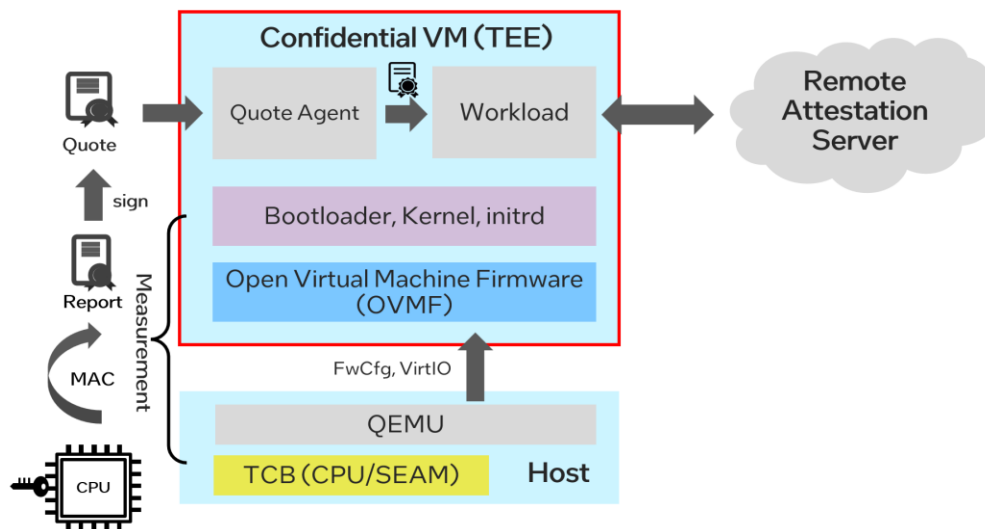 Confidential VM (TEE)
Quote Agent
Workload
Remote
Attestation
Server
Quote
sign
Bootloader, Kernel, initrd
Open Virtual Machine Firmware
(OVMF)
Report
Measurement
MAC
FwCfg, VirtIO
QEMU
TCB (CPU/SEAM)
Host
CPU